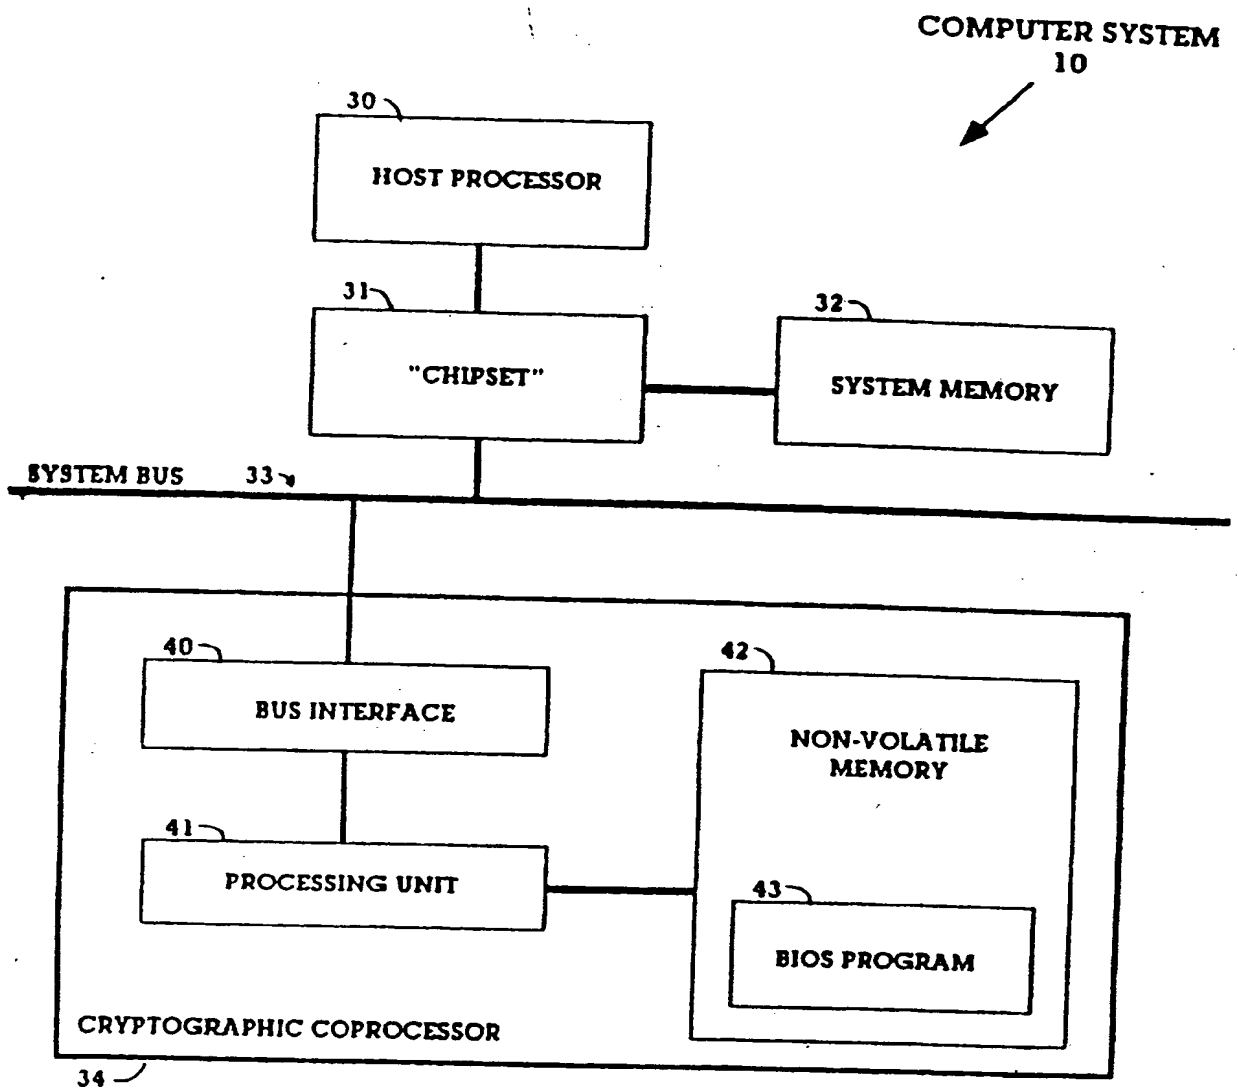 COMPUTER SYSTEM
10
30
HOST PROCESSOR
31
"CHIPSET"
32
SYSTEM MEMORY
SYSTEM BUS
33
40
BUS INTERFACE
42
NON-VOLATILE
MEMORY
41
PROCESSING UNIT
43
BIOS PROGRAM
CRYPTOGRAPHIC COPROCESSOR
34